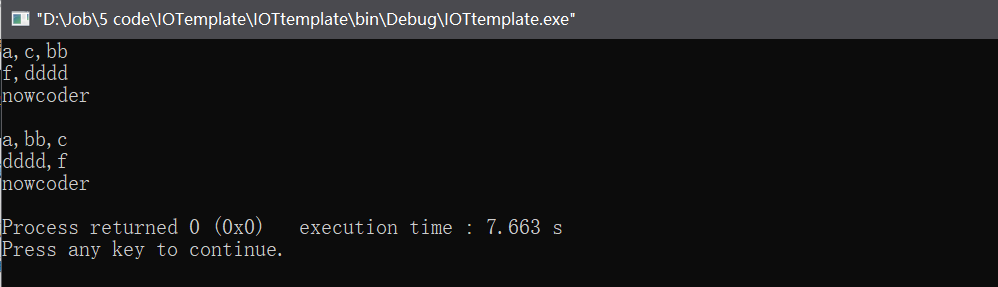 "D:\Job\5 code\IOTemplate\IOTtemplate\bin\Debug\IOTtemplate.exe"
a,c,bb
f,dddd
nowcoder
a,bb,c
dddd,f
nowcoder
Process returned 0 (0x0)   execution time : 7.663 s
Press any key to continue.